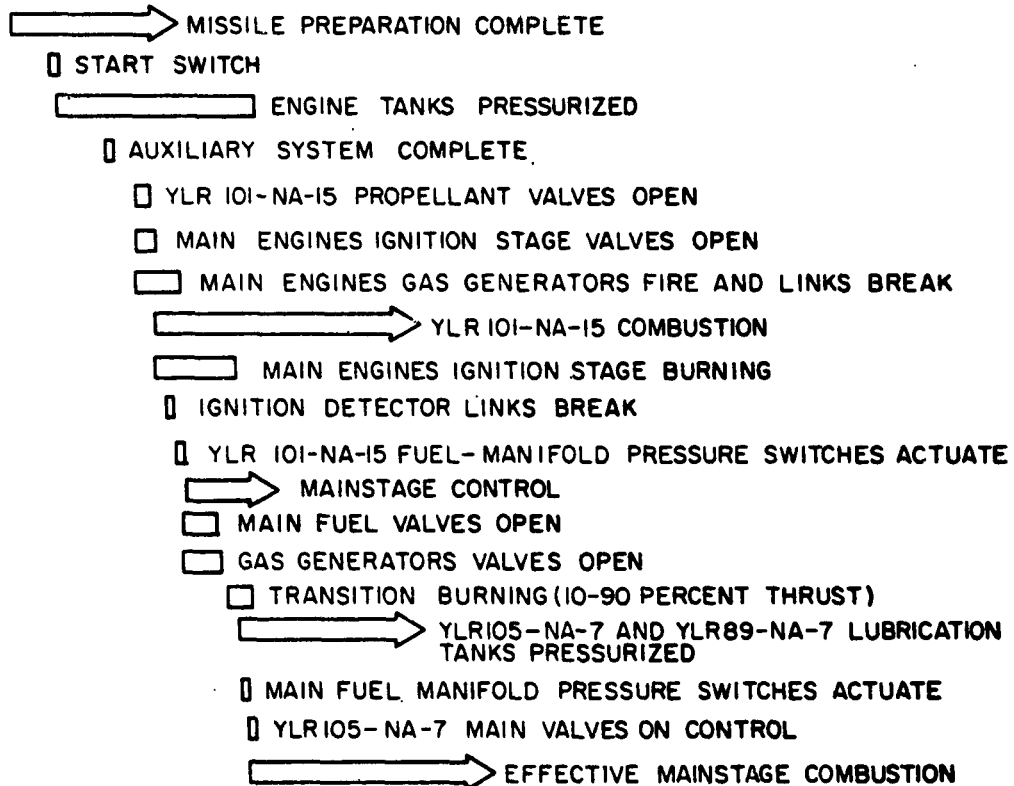 MISSILE PREPARATION COMPLETE
START SWITCH
ENGINE TANKS PRESSURIZED
AUXILIARY SYSTEM COMPLETE
YLR 101-NA-15 PROPELLANT VALVES OPEN
MAIN ENGINES IGNITION STAGE VALVES OPEN
MAIN ENGINES GAS GENERATORS FIRE AND LINKS BREAK
YLR 101-NA-15 COMBUSTION
MAIN ENGINES IGNITION STAGE BURNING
IGNITION DETECTOR LINKS BREAK
YLR 101-NA-15 FUEL-MANIFOLD PRESSURE SWITCHES ACTUATE
MAINSTAGE CONTROL
MAIN FUEL VALVES OPEN
GAS GENERATORS VALVES OPEN
TRANSITION BURNING (10-90 PERCENT THRUST)
YLR105-NA-7 AND YLR89-NA-7 LUBRICATION
TANKS PRESSURIZED
MAIN FUEL MANIFOLD PRESSURE SWITCHES ACTUATE
YLR105-NA-7 MAIN VALVES ON CONTROL
EFFECTIVE MAINSTAGE COMBUSTION